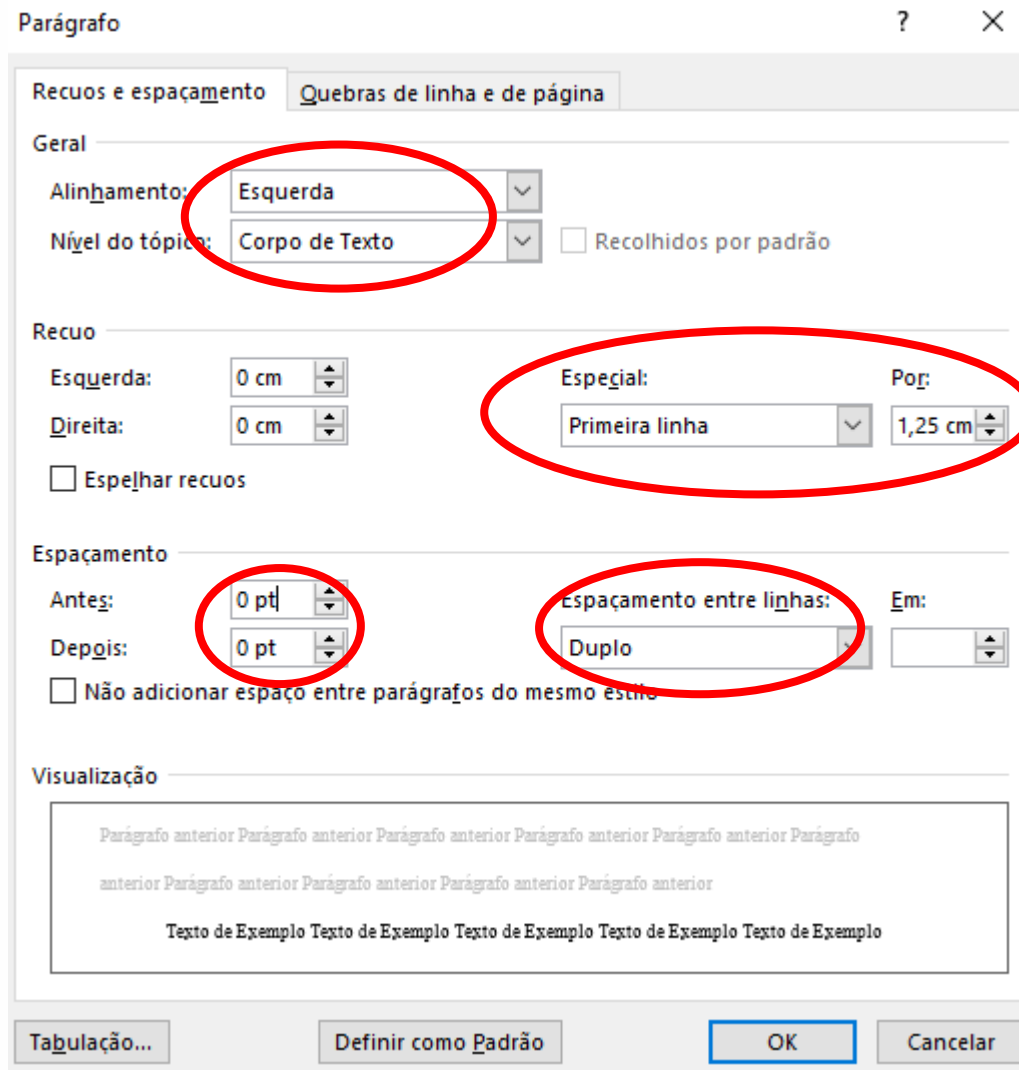 Parágrafo ? ×
Recuos e espaçamento Quebras de linha e de página
Geral
Alinhamento: Esquerda
Nível do tópico: Corpo de Texto Recolhidos por padrão
Recuo
Esquerda: 0 cm Especial: Por:
Direita: 0 cm Primeira linha 1,25 cm
Espelhar recuos
Espaçamento
Antes: 0 pt Espaçamento entre linhas: Em:
Depois: 0 pt Duplo
Não adicionar espaço entre parágrafos do mesmo estilo
Visualização
Parágrafo anterior Parágrafo anterior Parágrafo anterior Parágrafo anterior Parágrafo anterior Parágrafo
anterior Parágrafo anterior Parágrafo anterior Parágrafo anterior Parágrafo anterior
Texto de Exemplo Texto de Exemplo Texto de Exemplo Texto de Exemplo Texto de Exemplo
Tabulação... Definir como Padrão OK Cancelar